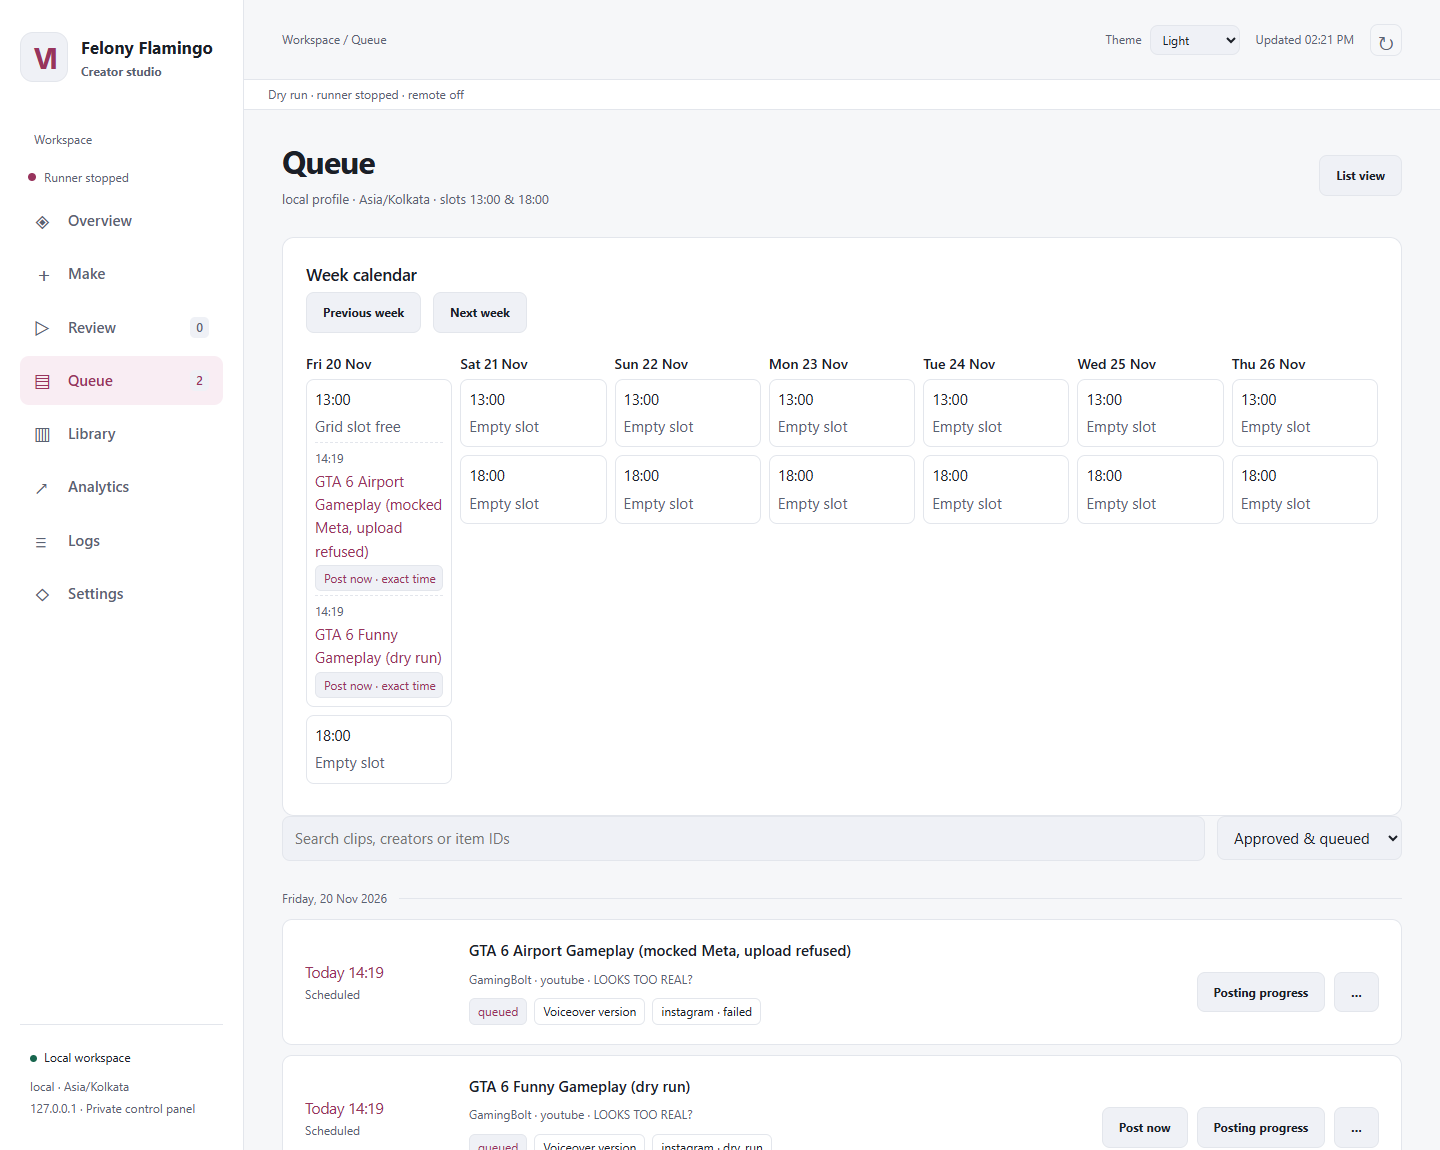 VI
Felony Flamingo
Creator studio
Workspace
Runner stopped
Overview
Make
Review 0
Queue 2
Library
Analytics
Logs
Settings
Local workspace
local · Asia/Kolkata
127.0.0.1 · Private control panel
Workspace / Queue
Theme Light Updated 02:21 PM
Dry run · runner stopped · remote off
Queue
local profile · Asia/Kolkata · slots 13:00 & 18:00
List view
Week calendar
Previous week Next week
Fri 20 Nov
13:00
Grid slot free
14:19
GTA 6 Airport
Gameplay (mocked
Meta, upload
refused)
Post now · exact time
14:19
GTA 6 Funny
Gameplay (dry run)
Post now · exact time
18:00
Empty slot
Sat 21 Nov
13:00
Empty slot
18:00
Empty slot
Sun 22 Nov
13:00
Empty slot
18:00
Empty slot
Mon 23 Nov
13:00
Empty slot
18:00
Empty slot
Tue 24 Nov
13:00
Empty slot
18:00
Empty slot
Wed 25 Nov
13:00
Empty slot
18:00
Empty slot
Thu 26 Nov
13:00
Empty slot
18:00
Empty slot
Search clips, creators or item IDs
Approved & queued
Friday, 20 Nov 2026
Today 14:19
Scheduled
GTA 6 Airport Gameplay (mocked Meta, upload refused)
GamingBolt · youtube · LOOKS TOO REAL?
queued Voiceover version instagram · failed
Posting progress ...
Today 14:19
Scheduled
GTA 6 Funny Gameplay (dry run)
GamingBolt · youtube · LOOKS TOO REAL?
queued Voiceover version instagram · dry_run
Post now Posting progress ...